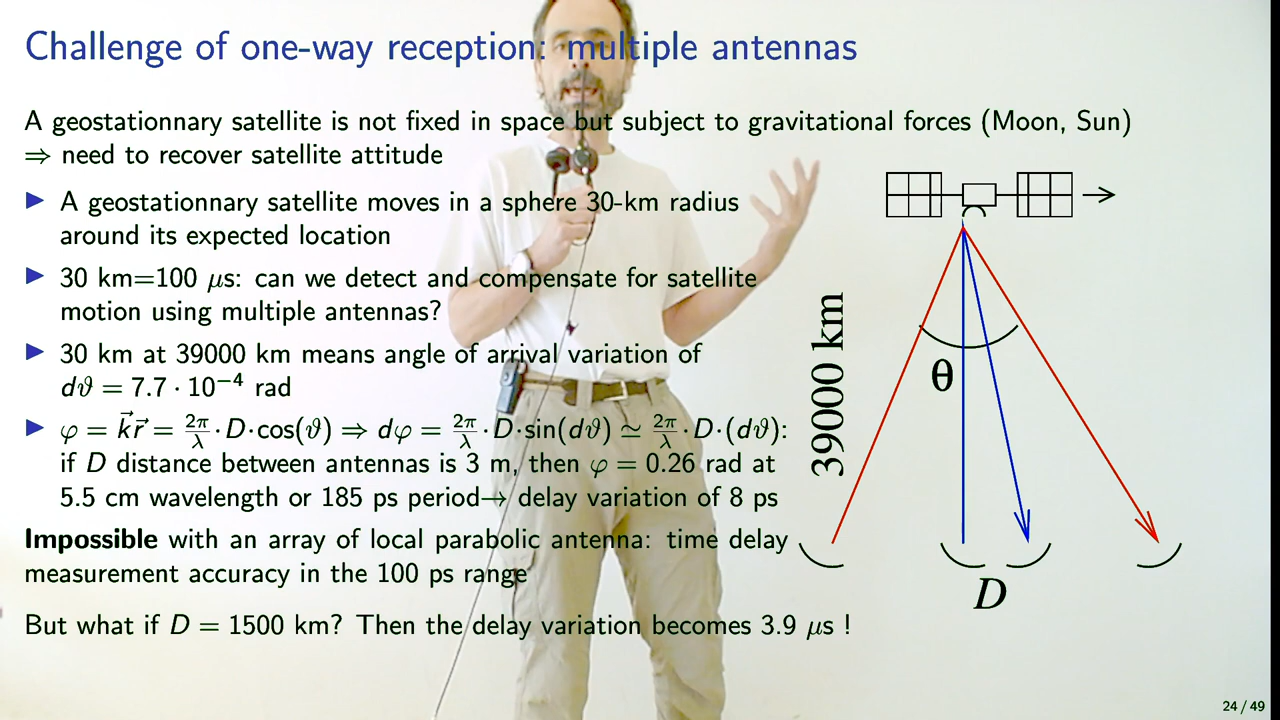 Challenge of one-way reception: multiple antennas
A geostationnary satellite is not fixed in space but subject to gravitational forces (Moon, Sun)
⇒ need to recover satellite attitude
▶ A geostationnary satellite moves in a sphere 30-km radius
around its expected location
▶ 30 km=100 μs: can we detect and compensate for satellite
motion using multiple antennas?
▶ 30 km at 39000 km means angle of arrival variation of
dϑ = 7.7 · 10⁻⁴ rad
▶ φ = k⃗r⃗ = 2π/λ · D · cos(ϑ) ⇒ dφ = 2π/λ · D · sin(dϑ) ≃ 2π/λ · D · (dϑ):
if D distance between antennas is 3 m, then φ = 0.26 rad at
5.5 cm wavelength or 185 ps period→ delay variation of 8 ps
Impossible with an array of local parabolic antenna: time delay
measurement accuracy in the 100 ps range
But what if D = 1500 km? Then the delay variation becomes 3.9 μs !
39000 km
θ
D
24 / 49